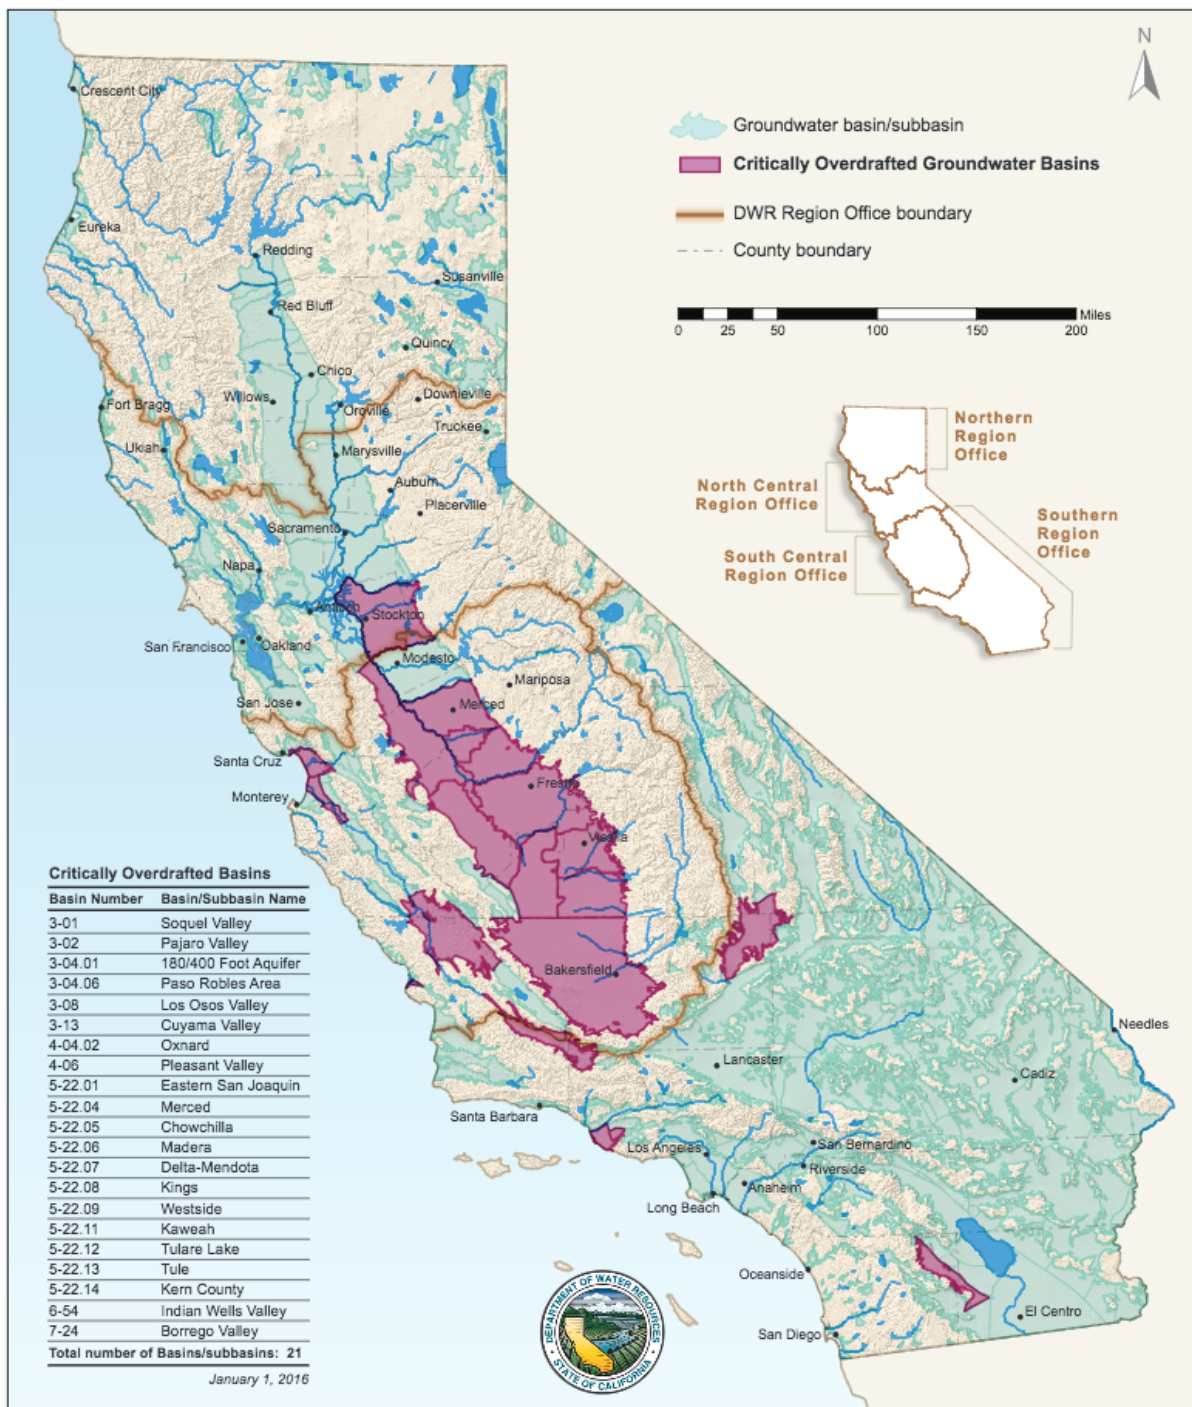 N
Groundwater basin/subbasin
Critically Overdrafted Groundwater Basins
DWR Region Office boundary
County boundary
Miles
0 25 50 100 150 200
Northern
Region
Office
North Central
Region Office
South Central
Region Office
Southern
Region
Office
Crescent City
Eureka
Redding
Susanville
Red Bluff
Quincy
Chico
Willows
Oroville
Downieville
Fort Bragg
Truckee
Ukiah
Marysville
Auburn
Placerville
Sacramento
Napa
Antioch
Stockton
San Francisco
Oakland
Modesto
Mariposa
San Jose
Merced
Santa Cruz
Fresno
Monterey
Visalia
Bakersfield
Needles
Lancaster
Cadiz
Santa Barbara
Los Angeles
San Bernardino
Riverside
Anaheim
Long Beach
Oceanside
El Centro
San Diego
Critically Overdrafted Basins
Basin Number Basin/Subbasin Name
3-01 Soquel Valley
3-02 Pajaro Valley
3-04.01 180/400 Foot Aquifer
3-04.06 Paso Robles Area
3-08 Los Osos Valley
3-13 Cuyama Valley
4-04.02 Oxnard
4-06 Pleasant Valley
5-22.01 Eastern San Joaquin
5-22.04 Merced
5-22.05 Chowchilla
5-22.06 Madera
5-22.07 Delta-Mendota
5-22.08 Kings
5-22.09 Westside
5-22.11 Kaweah
5-22.12 Tulare Lake
5-22.13 Tule
5-22.14 Kern County
6-54 Indian Wells Valley
7-24 Borrego Valley
Total number of Basins/subbasins: 21
January 1, 2016
DEPARTMENT OF WATER RESOURCES
STATE OF CALIFORNIA